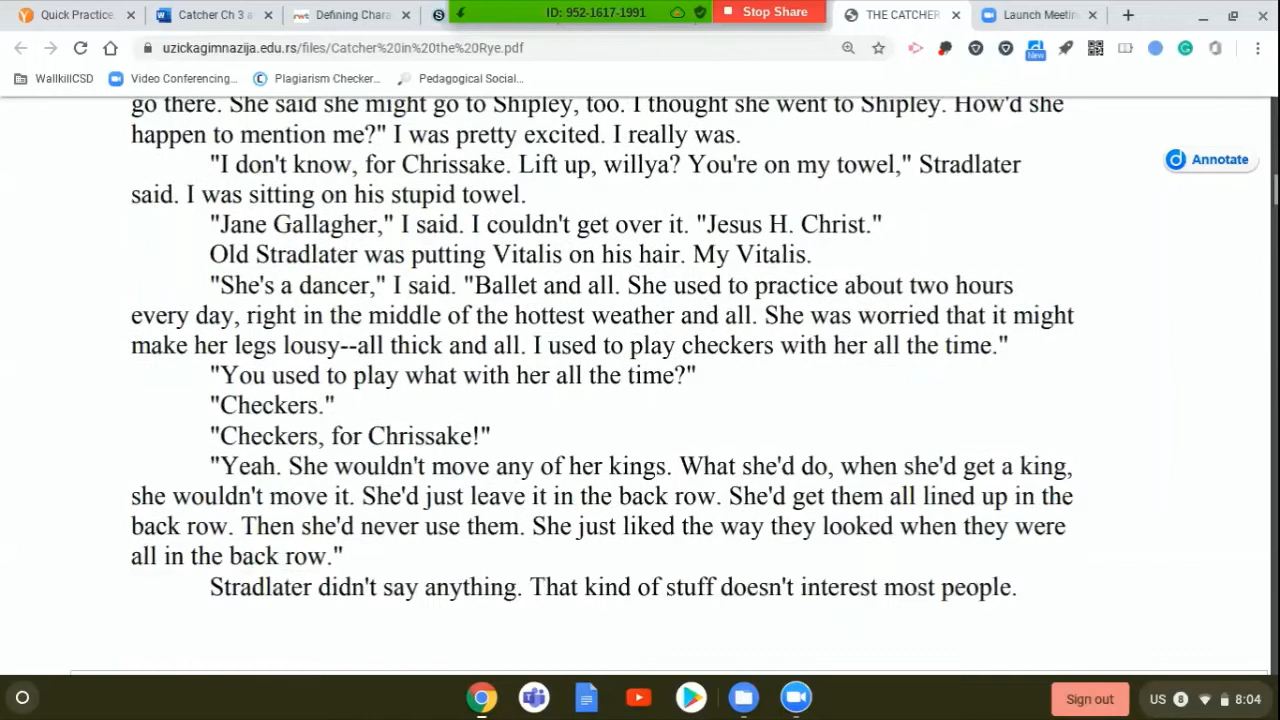 Quick Practice
Catcher Ch 3 a
Defining Chara
ID: 952-1617-1991
Stop Share
THE CATCHER
Launch Meetin
uzickagimnazija.edu.rs/files/Catcher%20in%20the%20Rye.pdf
New
WallkillCSD
Video Conferencing...
Plagiarism Checker...
Pedagogical Social...
go there. She said she might go to Shipley, too. I thought she went to Shipley. How'd she
happen to mention me?" I was pretty excited. I really was.
"I don't know, for Chrissake. Lift up, willya? You're on my towel," Stradlater
said. I was sitting on his stupid towel.
"Jane Gallagher," I said. I couldn't get over it. "Jesus H. Christ."
Old Stradlater was putting Vitalis on his hair. My Vitalis.
"She's a dancer," I said. "Ballet and all. She used to practice about two hours
every day, right in the middle of the hottest weather and all. She was worried that it might
make her legs lousy--all thick and all. I used to play checkers with her all the time."
"You used to play what with her all the time?"
"Checkers."
"Checkers, for Chrissake!"
"Yeah. She wouldn't move any of her kings. What she'd do, when she'd get a king,
she wouldn't move it. She'd just leave it in the back row. She'd get them all lined up in the
back row. Then she'd never use them. She just liked the way they looked when they were
all in the back row."
Stradlater didn't say anything. That kind of stuff doesn't interest most people.
Annotate
Sign out
US
8
8:04